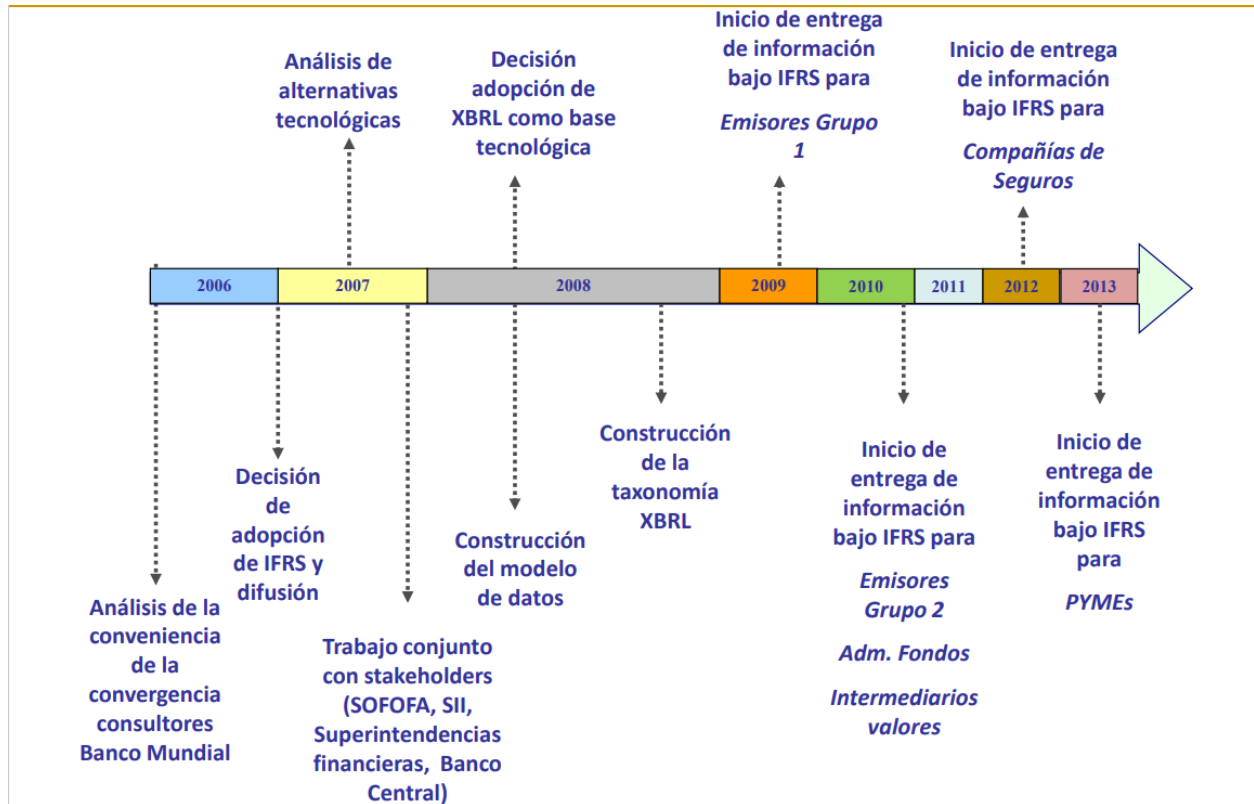 Análisis de
alternativas
tecnológicas
Decisión
adopción de
XBRL como base
tecnológica
Inicio de entrega
de información
bajo IFRS para
Emisores Grupo
1
Inicio de entrega
de información
bajo IFRS para
Compañías de
Seguros
2006
2007
2008
2009
2010
2011
2012
2013
Análisis de la
conveniencia
de la
convergencia
consultores
Banco Mundial
Decisión
de
adopción
de IFRS y
difusión
Trabajo conjunto
con stakeholders
(SOFOFA, SII,
Superintendencias
financieras, Banco
Central)
Construcción
del modelo
de datos
Construcción
de la
taxonomía
XBRL
Inicio de
entrega de
información
bajo IFRS para
Emisores
Grupo 2
Adm. Fondos
Intermediarios
valores
Inicio de
entrega de
información
bajo IFRS
para
PYMEs